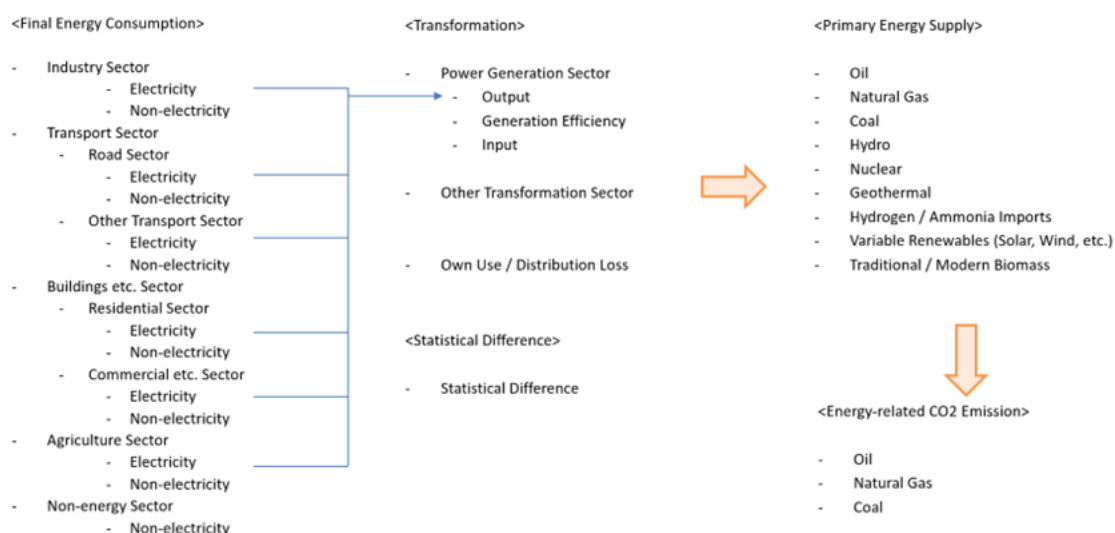 <Final Energy Consumption>
- Industry Sector
- Electricity
- Non-electricity
- Transport Sector
- Road Sector
- Electricity
- Non-electricity
- Other Transport Sector
- Electricity
- Non-electricity
- Buildings etc. Sector
- Residential Sector
- Electricity
- Non-electricity
- Commercial etc. Sector
- Electricity
- Non-electricity
- Agriculture Sector
- Electricity
- Non-electricity
- Non-energy Sector
- Non-electricity
<Transformation>
- Power Generation Sector
- Output
- Generation Efficiency
- Input
- Other Transformation Sector
- Own Use / Distribution Loss
<Statistical Difference>
- Statistical Difference
<Primary Energy Supply>
- Oil
- Natural Gas
- Coal
- Hydro
- Nuclear
- Geothermal
- Hydrogen / Ammonia Imports
- Variable Renewables (Solar, Wind, etc.)
- Traditional / Modern Biomass
<Energy-related CO2 Emission>
- Oil
- Natural Gas
- Coal